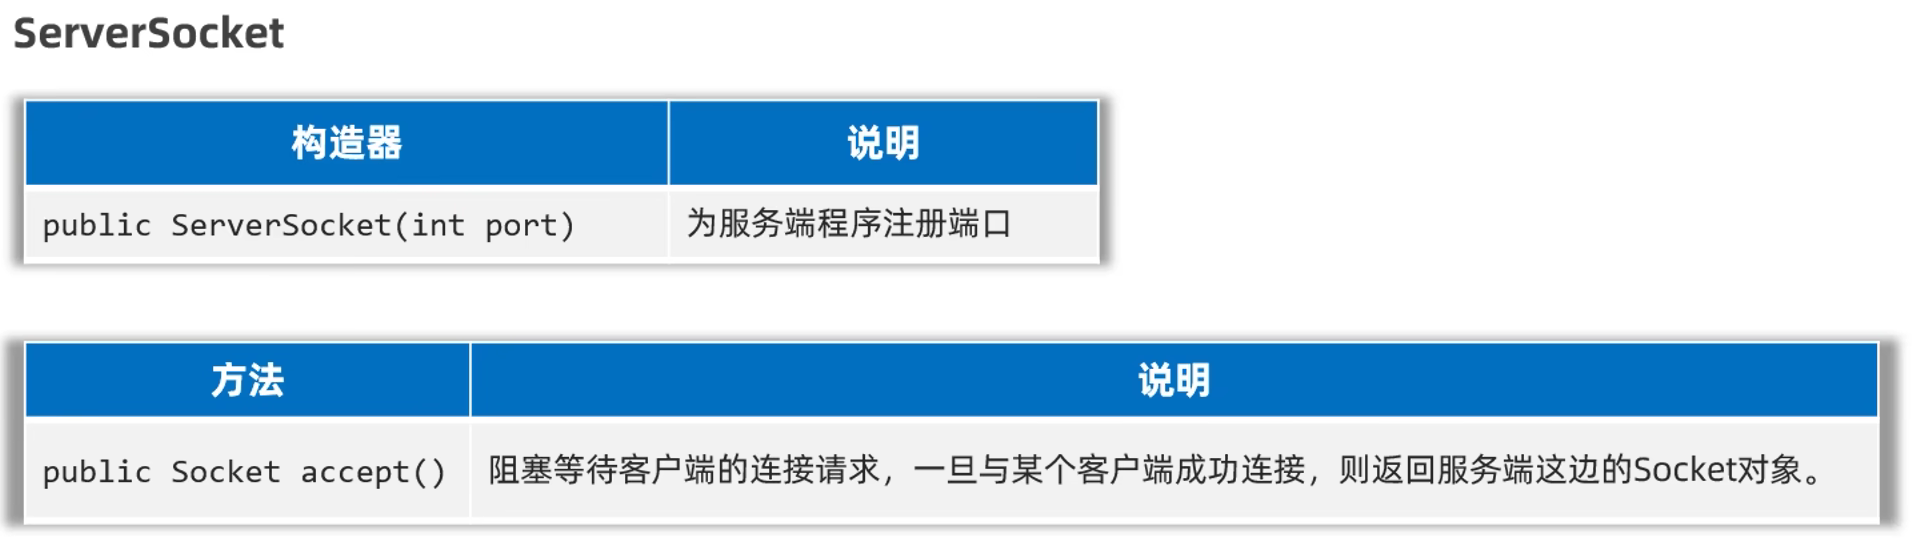 ServerSocket
构造器 说明
public ServerSocket(int port) 为服务端程序注册端口
方法 说明
public Socket accept() 阻塞等待客户端的连接请求，一旦与某个客户端成功连接，则返回服务端这边的Socket对象。